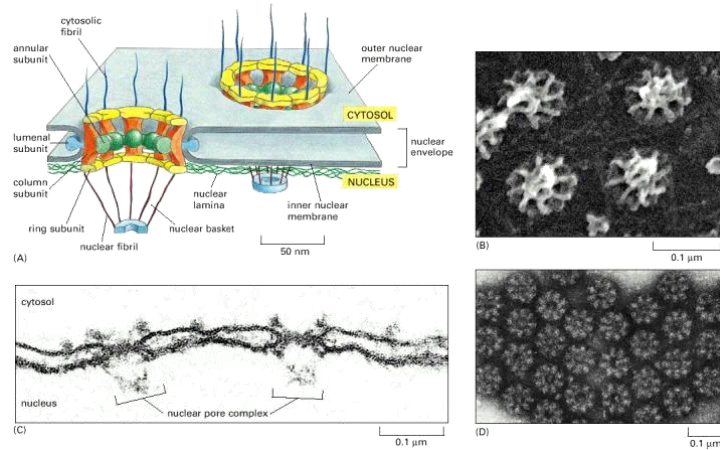 cytosolic
fibril
annular
subunit
outer nuclear
membrane
CYTOSOL
lumenal
subunit
nuclear
envelope
column
subunit
NUCLEUS
nuclear
lamina
inner nuclear
membrane
ring subunit
nuclear basket
nuclear fibril
50 nm
(A)
(B)
0.1 μm
cytosol
nucleus
nuclear pore complex
(C)
0.1 μm
(D)
0.1 μm